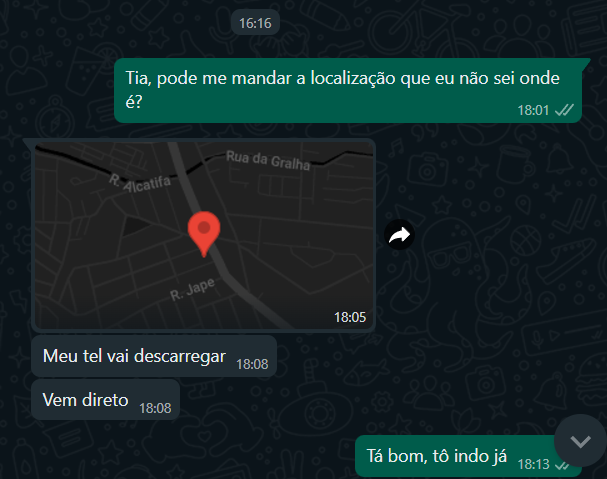 16:16
Tia, pode me mandar a localização que eu não sei onde
é?
18:01
Rua da Gralha
R. Alcatifa
R. Jape
18:05
Meu tel vai descarregar 18:08
Vem direto 18:08
Tá bom, tô indo já 18:13